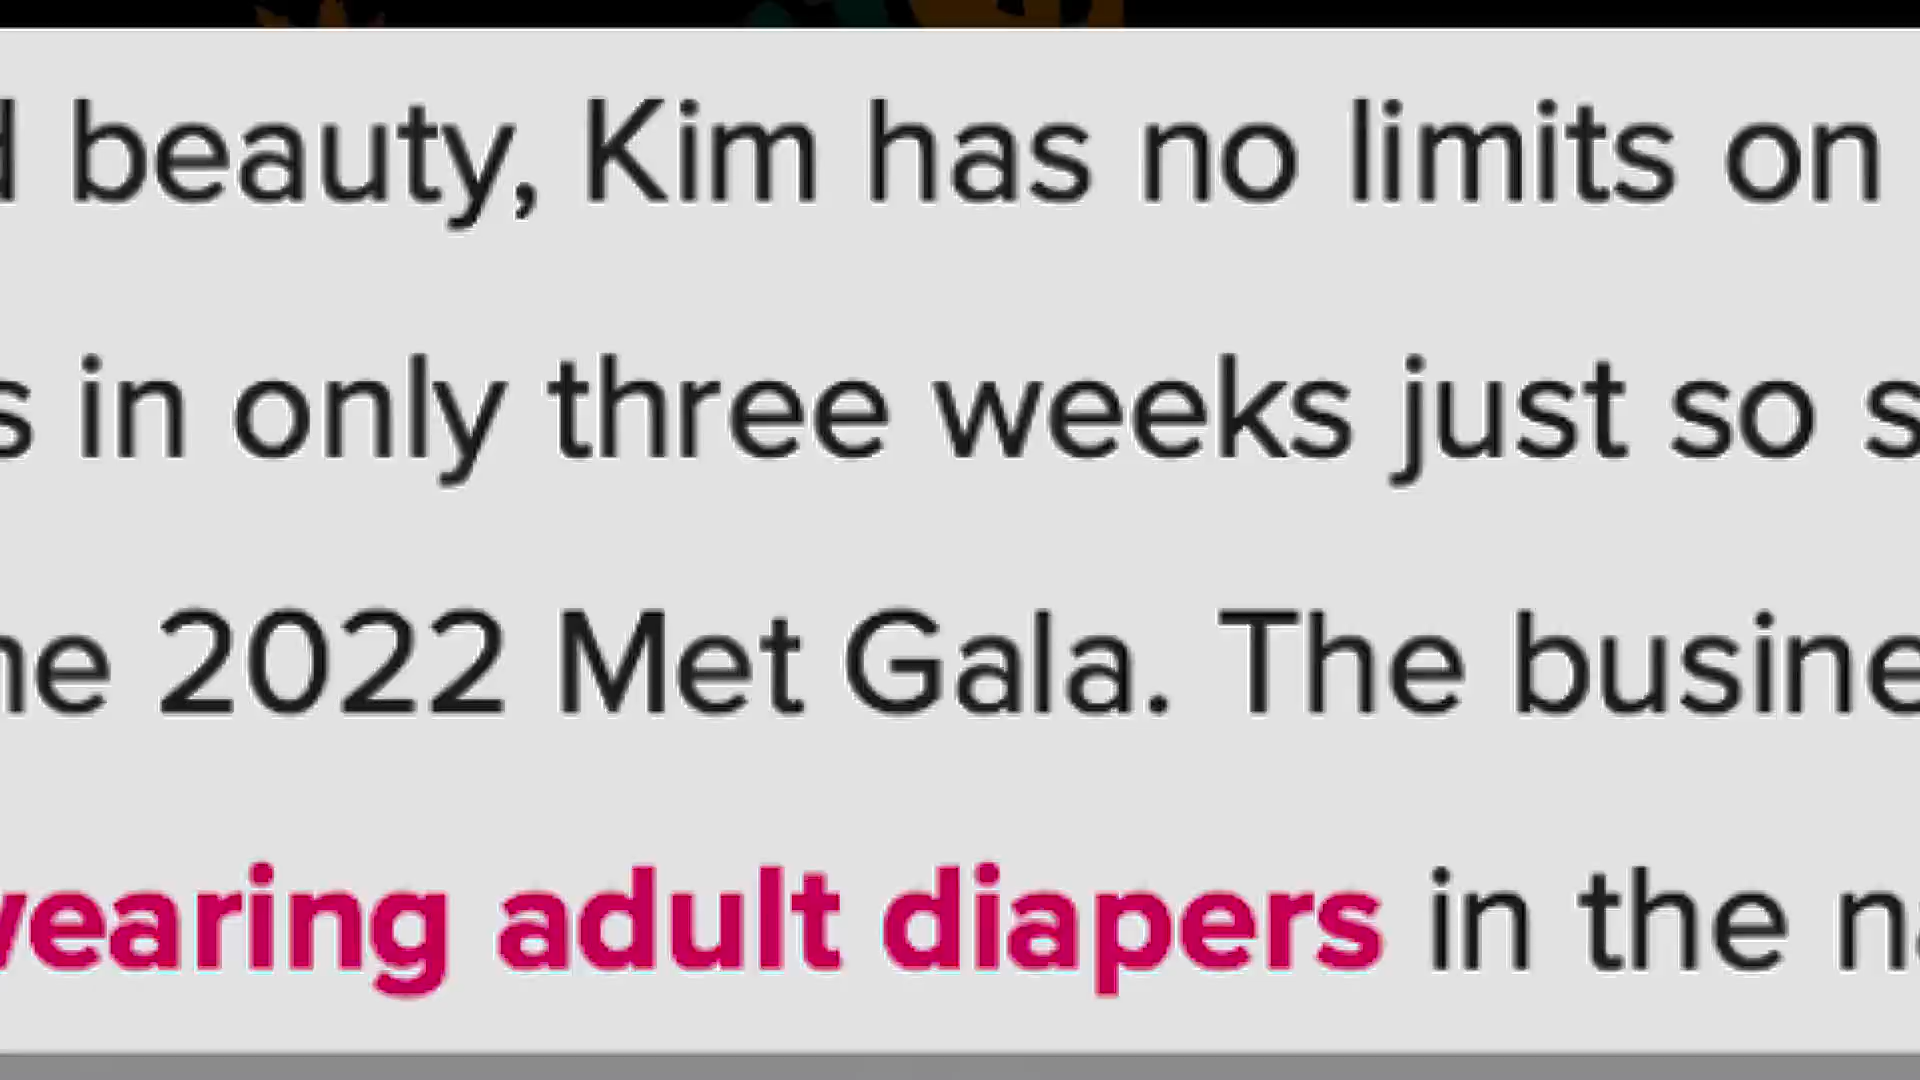 beauty, Kim has no limits on
in only three weeks just so
2022 Met Gala. The
wearing adult diapers in the